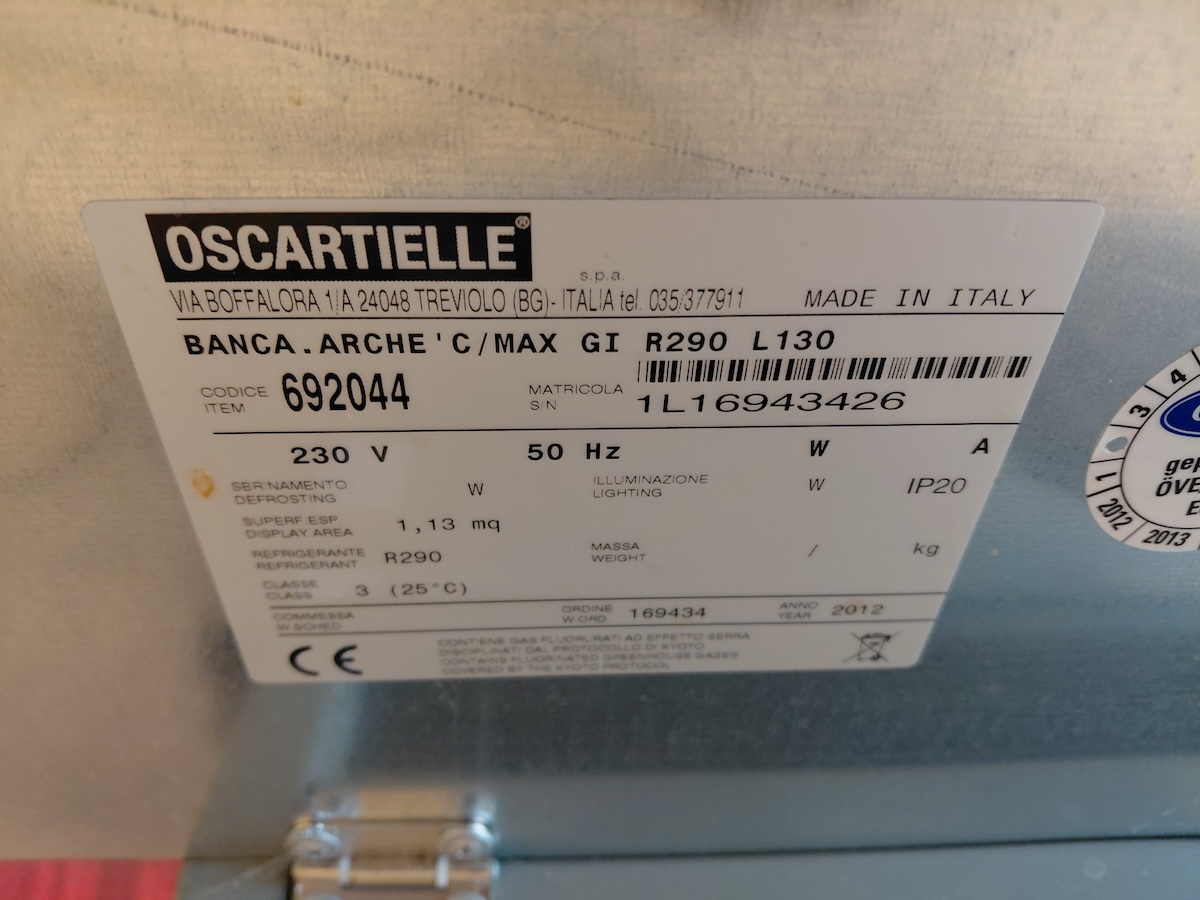 OSCARTIELLE®
s.p.a.
VIA BOFFALORA 1/A 24048 TREVIOLO (BG)- ITALIA tel. 035/377911 MADE IN ITALY
BANCA.ARCHE'C/MAX GI R290 L130
CODICE 692044 MATRICOLA
ITEM S/N 1L16943426
230 V 50 Hz W A
SBRINAMENTO W ILLUMINAZIONE W IP20
DEFROSTING LIGHTING
SUPERF.ESP. 1,13 mq
DISPLAY AREA
REFRIGERANTE R290 MASSA / kg
REFRIGERANT WEIGHT
CLASSE 3 (25°C)
CLASS
COMMESSA ORDINE 169434 ANNO 2012
W.SCHED W.ORD YEAR
CE
CONTIENE GAS FLUORURATI AD EFFETTO SERRA
DISCIPLINATI DAL PROTOCOLLO DI KYOTO
CONTAINS FLUORINATED GREENHOUSE GASES
COVERED BY THE KYOTO PROTOCOL
4
3
11
2012
2013